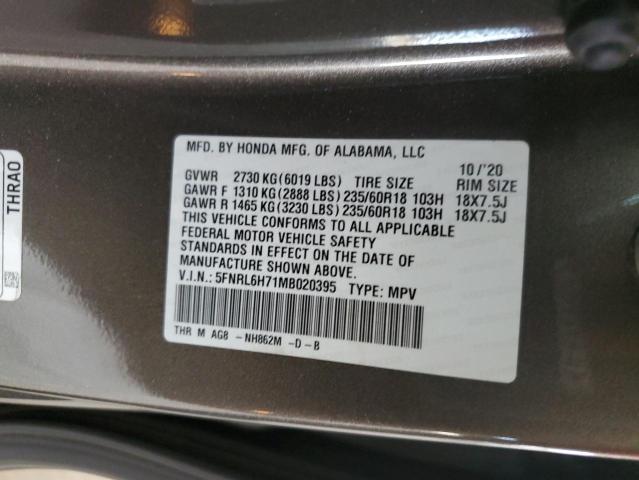 MFD. BY HONDA MFG. OF ALABAMA, LLC
10/'20
GVWR 2730 KG(6019 LBS) TIRE SIZE RIM SIZE
GAWR F 1310 KG(2888 LBS) 235/60R18 103H 18X7.5J
GAWR R 1465 KG(3230 LBS) 235/60R18 103H 18X7.5J
THIS VEHICLE CONFORMS TO ALL APPLICABLE
FEDERAL MOTOR VEHICLE SAFETY
STANDARDS IN EFFECT ON THE DATE OF
MANUFACTURE SHOWN ABOVE.
V.I.N.: 5FNRL6H71MB020395 TYPE: MPV
THR M AG8 -NH862M -D-B
THRAO